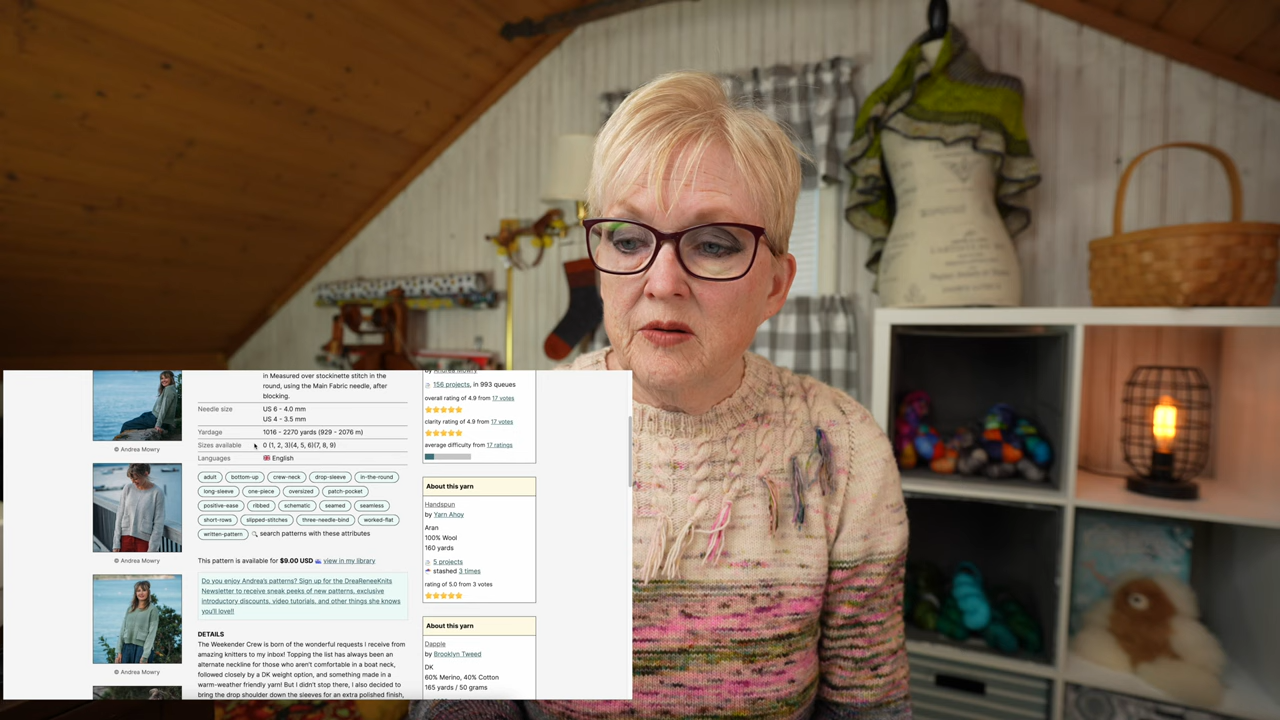 in Measured over stockinette stitch in the
round, using the Main Fabric needle, after
blocking.
Needle size
US 6 - 4.0 mm
US 4 - 3.5 mm
Yardage
1016 - 2270 yards (929 - 2076 m)
Sizes available
0 (1, 2, 3)(4, 5, 6)(7, 8, 9)
Languages
English
adult bottom-up crew-neck drop-sleeve in-the-round
long-sleeve one-piece oversized patch-pocket
positive-ease ribbed schematic seamed seamless
short-rows slipped-stitches three-needle-bind worked-flat
written-pattern search patterns with these attributes
This pattern is available for $9.00 USD view in my library
Do you enjoy Andrea's patterns? Sign up for the DreaReneeKnits
Newsletter to receive sneak peeks of new patterns, exclusive
introductory discounts, video tutorials, and other things she knows
you'll love!!
DETAILS
The Weekender Crew is born of the wonderful requests I receive from
amazing knitters to my inbox! Topping the list has always been an
alternate neckline for those who aren't comfortable in a boat neck,
followed closely by a DK weight option, and something made in a
warm-weather friendly yarn! But I didn't stop there, I also decided to
bring the drop shoulder down the sleeves for an extra polished finish,
© Andrea Mowry
© Andrea Mowry
© Andrea Mowry
by Andrea Mowry
156 projects, in 993 queues
overall rating of 4.9 from 17 votes
clarity rating of 4.9 from 17 votes
average difficulty from 17 ratings
About this yarn
Handspun
by Yarn Ahoy
Aran
100% Wool
160 yards
5 projects
stashed 3 times
rating of 5.0 from 3 votes
About this yarn
Dapple
by Brooklyn Tweed
DK
60% Merino, 40% Cotton
165 yards / 50 grams